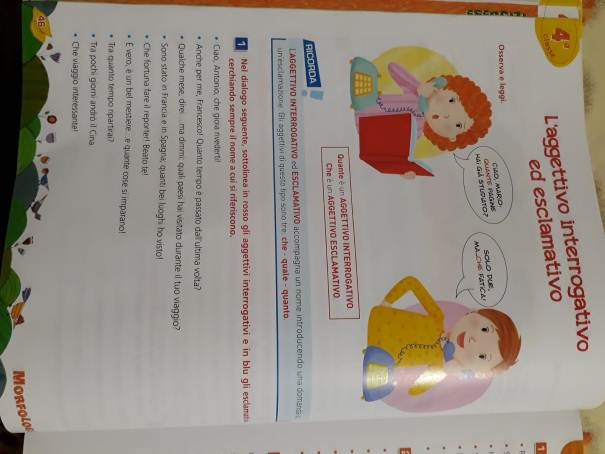 4ª
classe
L'aggettivo interrogativo
ed esclamativo
Osserva e leggi.
CIAO, MARIO.
QUANTE PAGINE
HAI GIÀ STUDIATO?
SOLO DUE,
MA CHE FATICA!
Quante è un AGGETTIVO INTERROGATIVO.
Che è un AGGETTIVO ESCLAMATIVO.
RICORDA
L'AGGETTIVO INTERROGATIVO ed ESCLAMATIVO accompagna un nome introducendo una domanda o
un'esclamazione. Gli aggettivi di questo tipo sono tre: che - quale - quanto.
1 Nel dialogo seguente, sottolinea in rosso gli aggettivi interrogativi e in blu gli esclamati
cerchiando sempre il nome a cui si riferiscono.
• Ciao, Antonio, che gioia rivederti!
• Anche per me, Francesco! Quanto tempo è passato dall'ultima volta?
• Qualche mese, direi... ma dimmi: quali paesi hai visitato durante il tuo viaggio?
• Sono stato in Francia e in Spagna; quanti bei luoghi ho visto!
• Che fortuna fare il reporter! Beato te!
• È vero, è un bel mestiere... e quante cose si imparano!
• Tra quanto tempo ripartirai?
• Tra pochi giorni andrò il Cina.
• Che viaggio interessante!
46
MORFOLOG
1